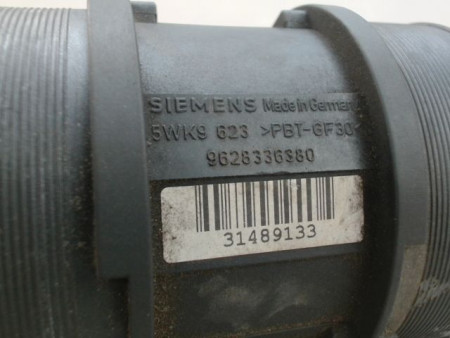 SIEMENS Made in Germany
5WK9 623 >PBT-GF30
9628336380
31489133